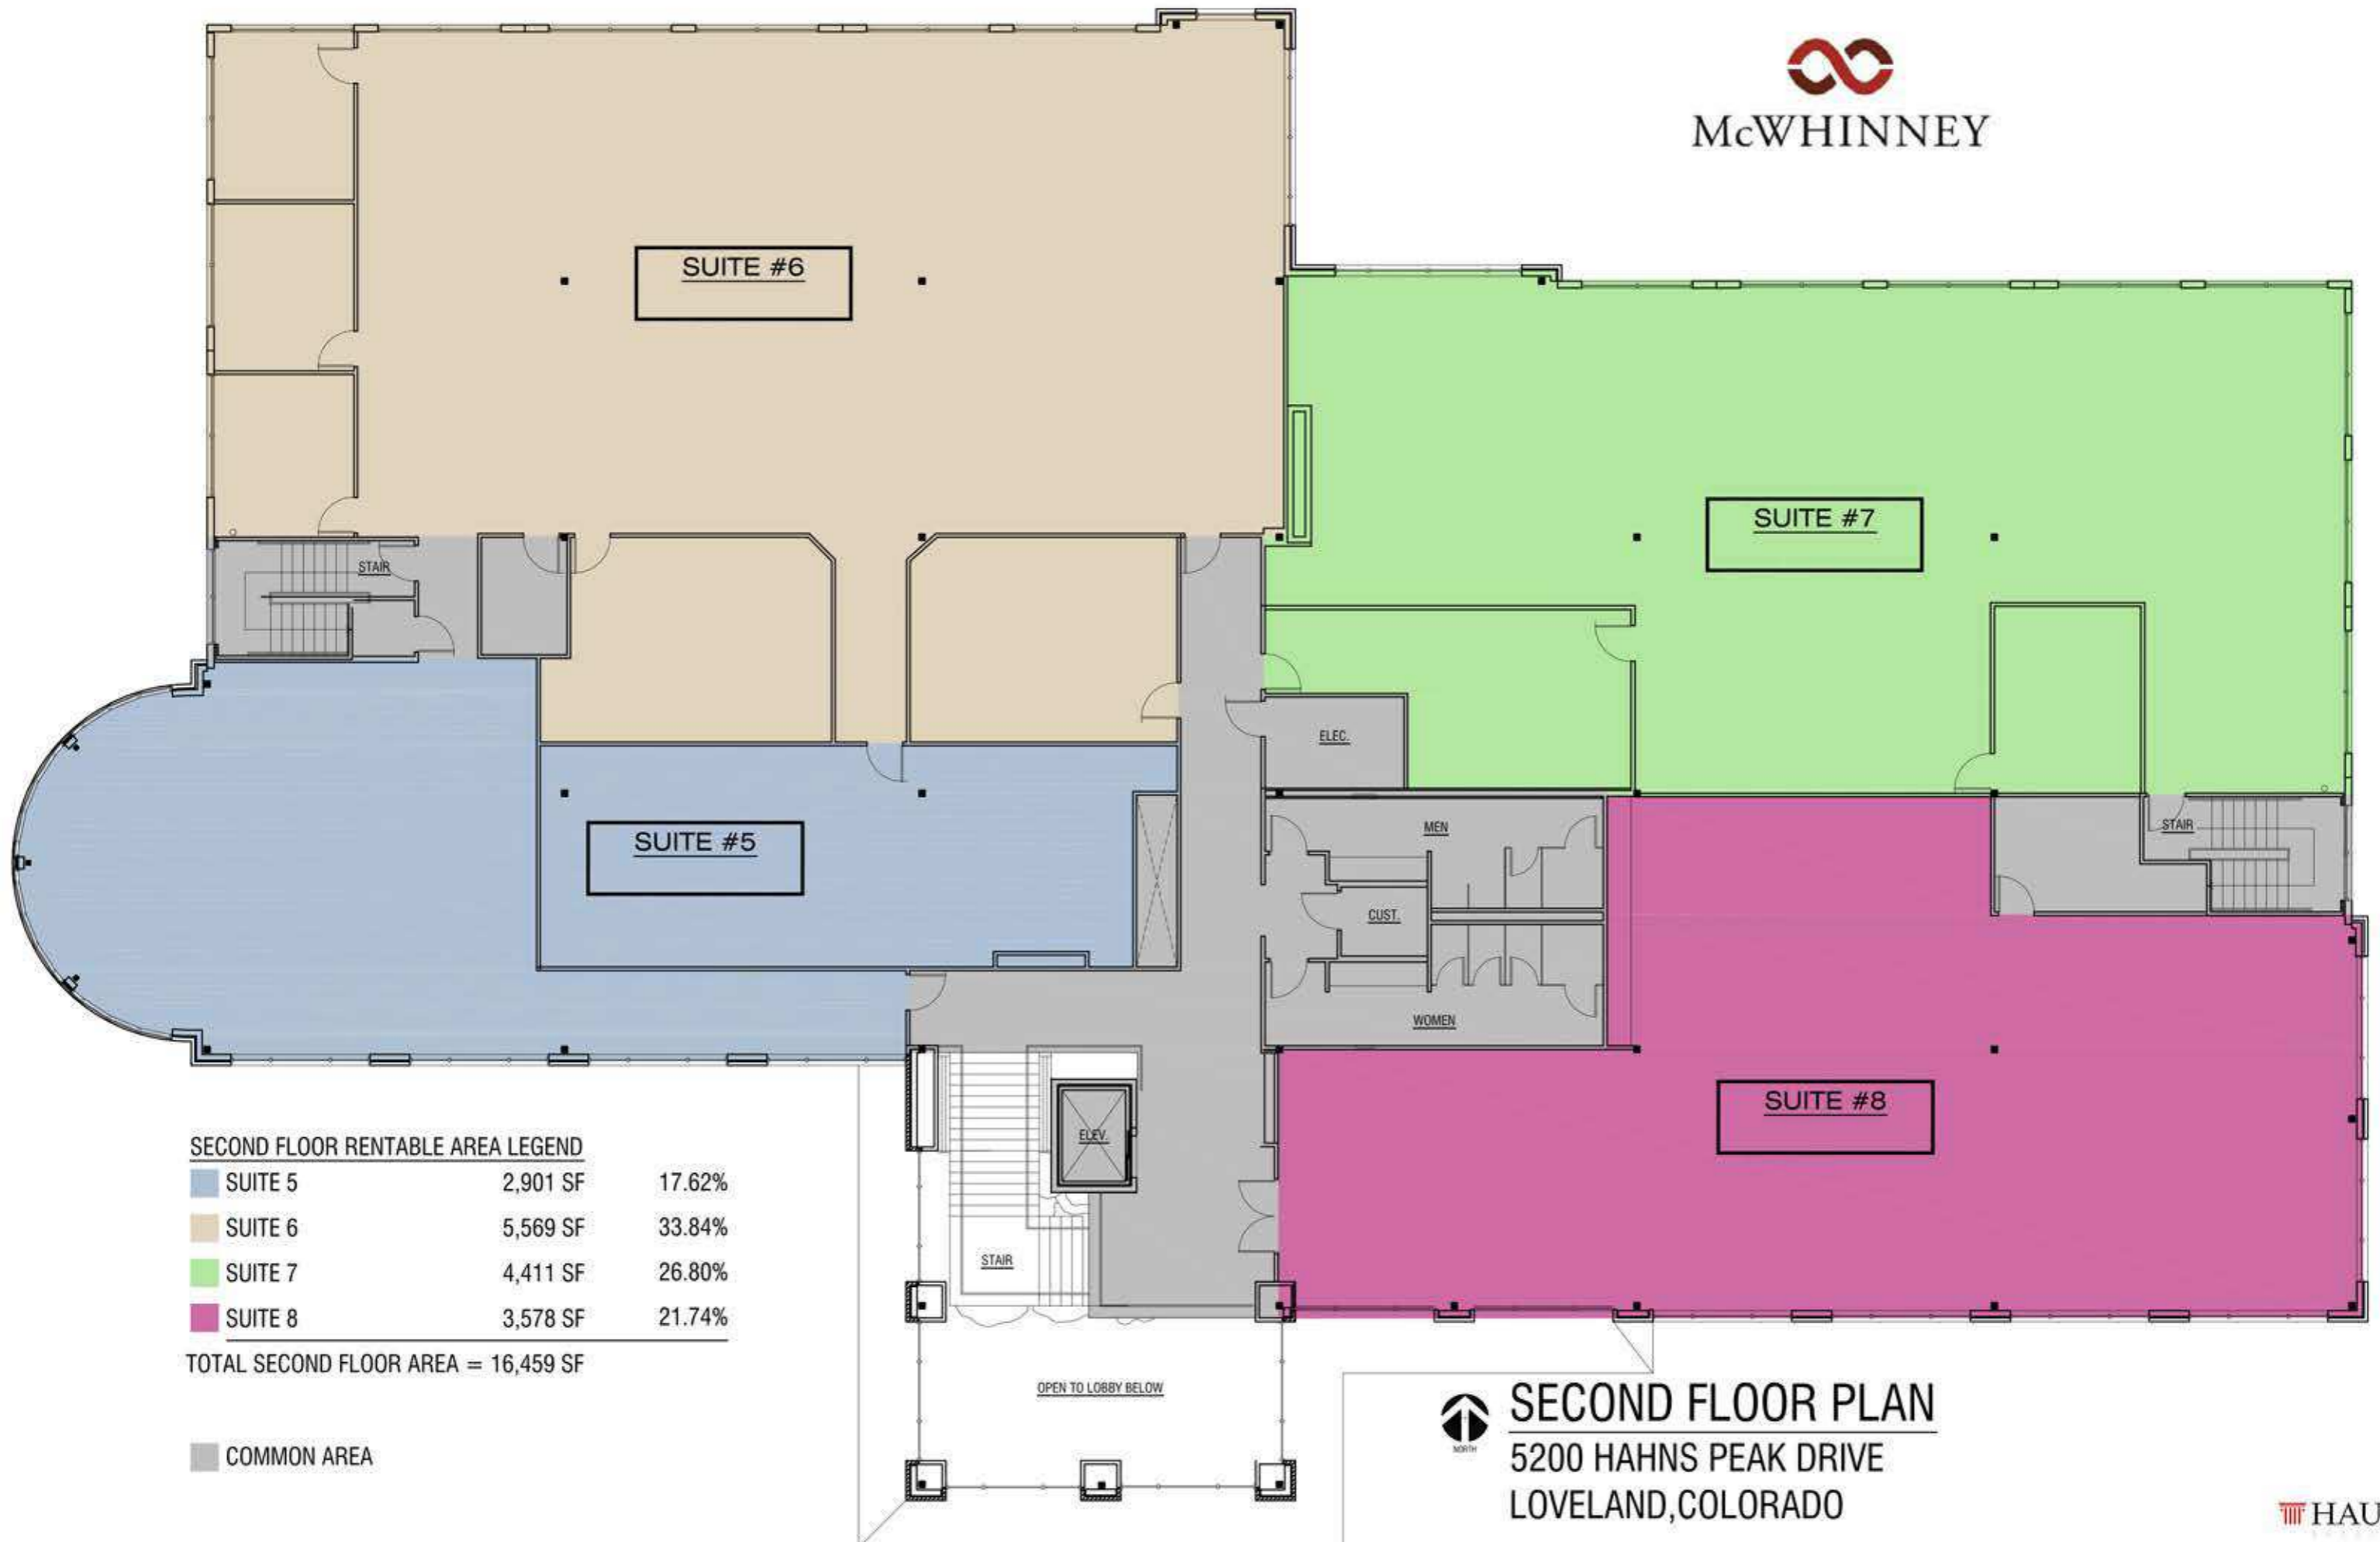 McWHINNEY
SUITE #6
SUITE #7
STAIR
ELEC.
SUITE #5
MEN
STAIR
CUST.
WOMEN
SUITE #8
ELEV.
STAIR
OPEN TO LOBBY BELOW
SECOND FLOOR RENTABLE AREA LEGEND
SUITE 5 2,901 SF 17.62%
SUITE 6 5,569 SF 33.84%
SUITE 7 4,411 SF 26.80%
SUITE 8 3,578 SF 21.74%
TOTAL SECOND FLOOR AREA = 16,459 SF
COMMON AREA
NORTH
SECOND FLOOR PLAN
5200 HAHNS PEAK DRIVE
LOVELAND,COLORADO
HAU